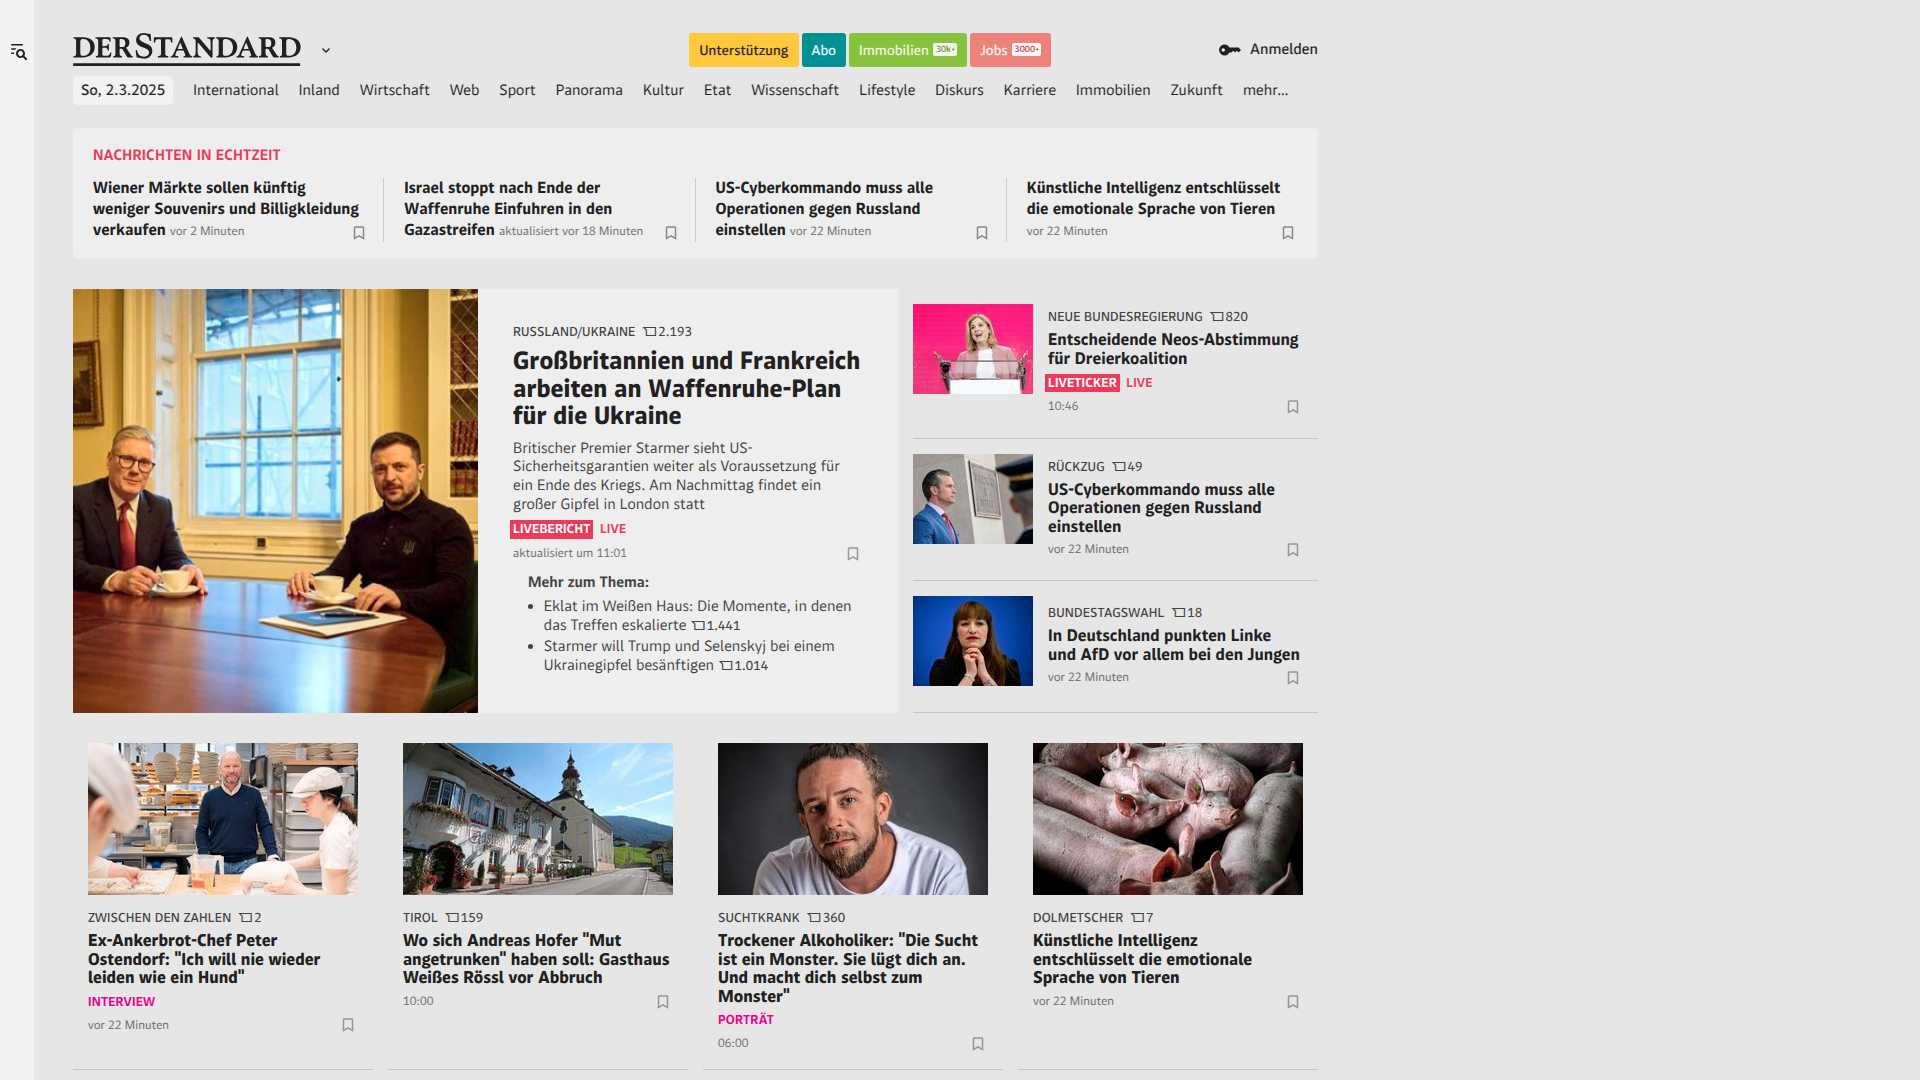 DERSTANDARD
Unterstützung
Abo
Immobilien 30k+
Jobs 3000+
Anmelden
So, 2.3.2025
International
Inland
Wirtschaft
Web
Sport
Panorama
Kultur
Etat
Wissenschaft
Lifestyle
Diskurs
Karriere
Immobilien
Zukunft
mehr...
NACHRICHTEN IN ECHTZEIT
Wiener Märkte sollen künftig
weniger Souvenirs und Billigkleidung
verkaufen vor 2 Minuten
Israel stoppt nach Ende der
Waffenruhe Einfuhren in den
Gazastreifen aktualisiert vor 18 Minuten
US-Cyberkommando muss alle
Operationen gegen Russland
einstellen vor 22 Minuten
Künstliche Intelligenz entschlüsselt
die emotionale Sprache von Tieren
vor 22 Minuten
RUSSLAND/UKRAINE 2.193
Großbritannien und Frankreich
arbeiten an Waffenruhe-Plan
für die Ukraine
Britischer Premier Starmer sieht US-
Sicherheitsgarantien weiter als Voraussetzung für
ein Ende des Kriegs. Am Nachmittag findet ein
großer Gipfel in London statt
LIVEBERICHT LIVE
aktualisiert um 11:01
Mehr zum Thema:
• Eklat im Weißen Haus: Die Momente, in denen
das Treffen eskalierte 1.441
• Starmer will Trump und Selenskyj bei einem
Ukrainegipfel besänftigen 1.014
NEUE BUNDESREGIERUNG 820
Entscheidende Neos-Abstimmung
für Dreierkoalition
LIVETICKER LIVE
10:46
RÜCKZUG 49
US-Cyberkommando muss alle
Operationen gegen Russland
einstellen
vor 22 Minuten
BUNDESTAGSWAHL 18
In Deutschland punkten Linke
und AfD vor allem bei den Jungen
vor 22 Minuten
ZWISCHEN DEN ZAHLEN 2
Ex-Ankerbrot-Chef Peter
Ostendorf: "Ich will nie wieder
leiden wie ein Hund"
INTERVIEW
vor 22 Minuten
TIROL 159
Wo sich Andreas Hofer "Mut
angetrunken" haben soll: Gasthaus
Weißes Rössl vor Abbruch
10:00
SUCHTKRANK 360
Trockener Alkoholiker: "Die Sucht
ist ein Monster. Sie lügt dich an.
Und macht dich selbst zum
Monster"
PORTRÄT
06:00
DOLMETSCHER 7
Künstliche Intelligenz
entschlüsselt die emotionale
Sprache von Tieren
vor 22 Minuten